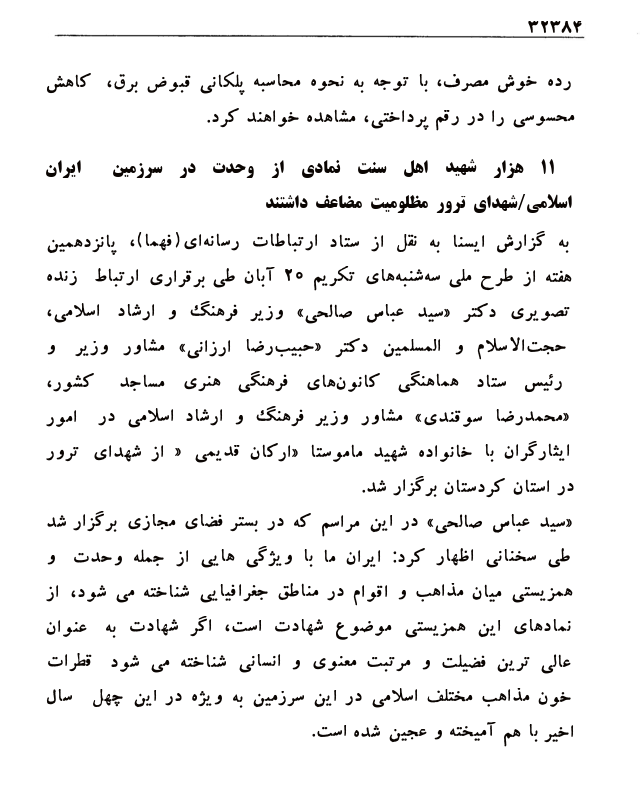 ۳۲۳۸۴
رده خوش مصرف، با توجه به نحوه محاسبه پلکانی قبوض برق، کاهش
محسوسی را در رقم پرداختی، مشاهده خواهند کرد.
۱۱ هزار شهید اهل سنت نمادی از وحدت در سرزمین ایران
اسلامی/شهدای ترور مظلومیت مضاعف داشتند
به گزارش ایسنا به نقل از ستاد ارتباطات رسانه‌ای(فهما)، پانزدهمین
هفته از طرح ملی سه‌شنبه‌های تکریم ۲۰ آبان طی برقراری ارتباط زنده
تصویری دکتر «سید عباس صالحی» وزیر فرهنگ و ارشاد اسلامی،
حجت‌الاسلام و المسلمین دکتر «حبیب‌رضا ارزانی» مشاور وزیر و
رئیس ستاد هماهنگی کانون‌های فرهنگی هنری مساجد کشور،
«محمدرضا سوقندی» مشاور وزیر فرهنگ و ارشاد اسلامی در امور
ایثارگران با خانواده شهید ماموستا «ارکان قدیمی « از شهدای ترور
در استان کردستان برگزار شد.
«سید عباس صالحی» در این مراسم که در بستر فضای مجازی برگزار شد
طی سخنانی اظهار کرد: ایران ما با ویژگی هایی از جمله وحدت و
همزیستی میان مذاهب و اقوام در مناطق جغرافیایی شناخته می شود، از
نمادهای این همزیستی موضوع شهادت است، اگر شهادت به عنوان
عالی ترین فضیلت و مرتبت معنوی و انسانی شناخته می شود قطرات
خون مذاهب مختلف اسلامی در این سرزمین به ویژه در این چهل سال
اخیر با هم آمیخته و عجین شده است.